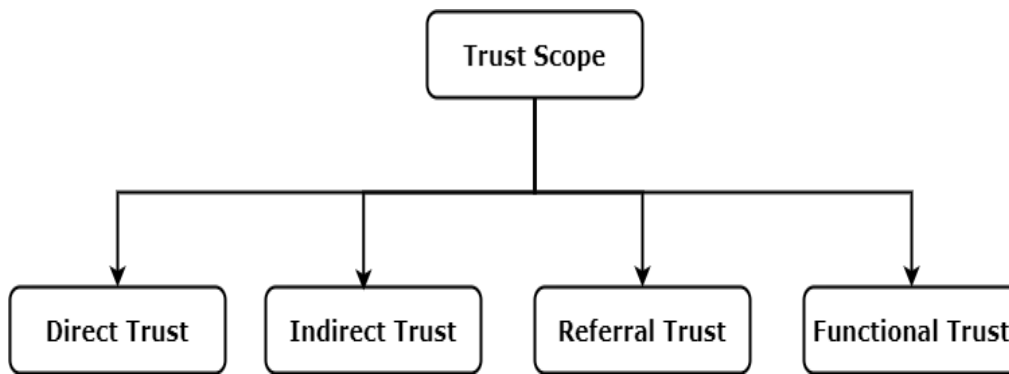 Trust Scope
Direct Trust
Indirect Trust
Referral Trust
Functional Trust